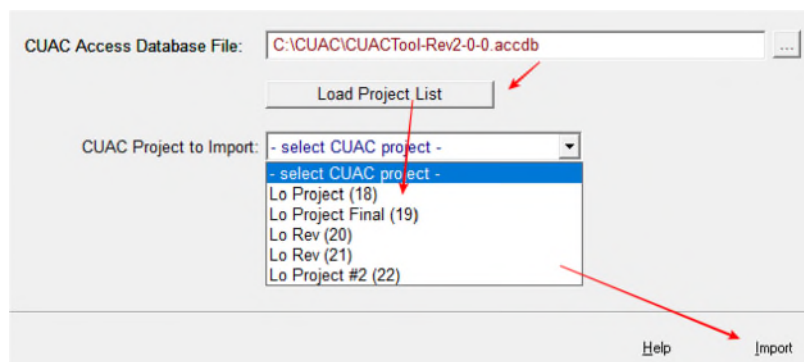 CUAC Access Database File: C:\CUAC\CUACTool-Rev2-0-0.accdb ...
Load Project List
CUAC Project to Import: - select CUAC project -
- select CUAC project -
Lo Project (18)
Lo Project Final (19)
Lo Rev (20)
Lo Rev (21)
Lo Project #2 (22)
Help Import